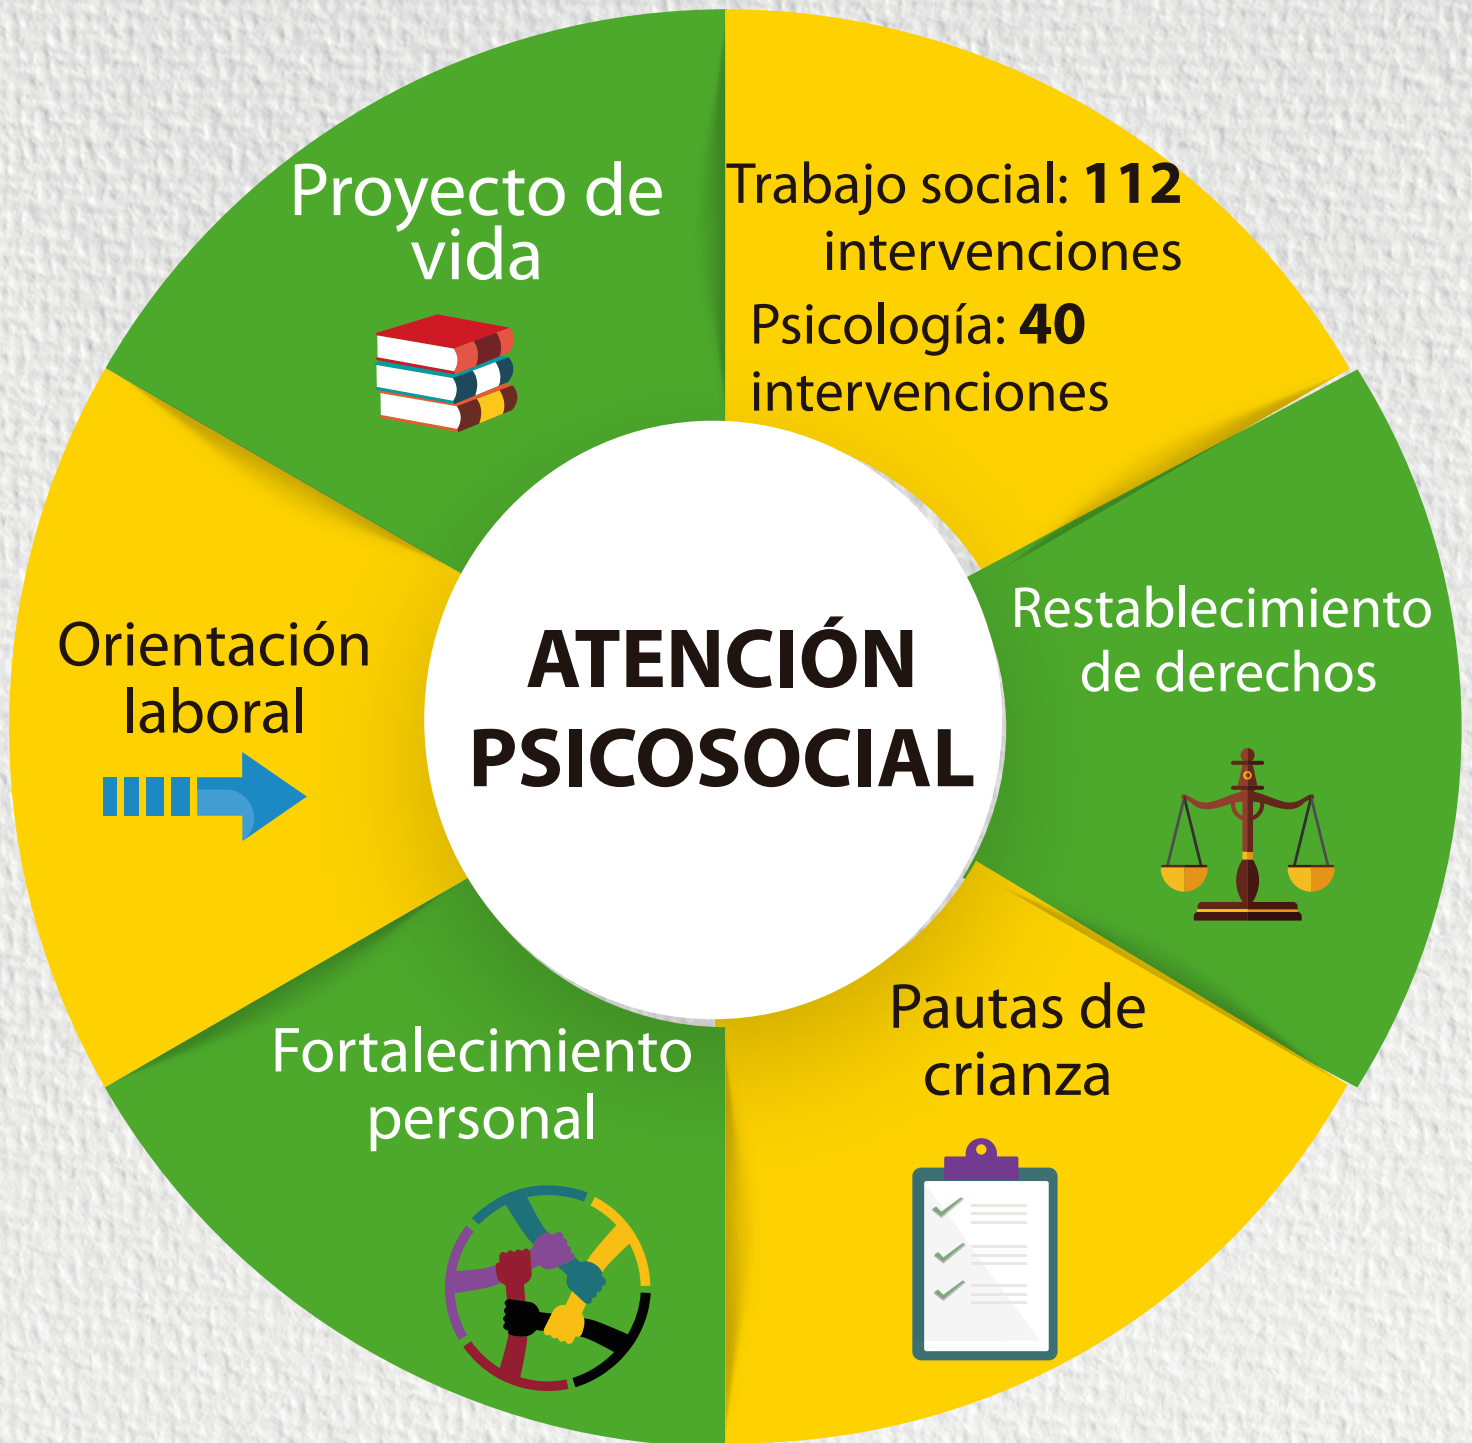 Proyecto de
vida
Trabajo social: 112
intervenciones
Psicología: 40
intervenciones
Restablecimiento
de derechos
Pautas de
crianza
Fortalecimiento
personal
Orientación
laboral
ATENCIÓN
PSICOSOCIAL